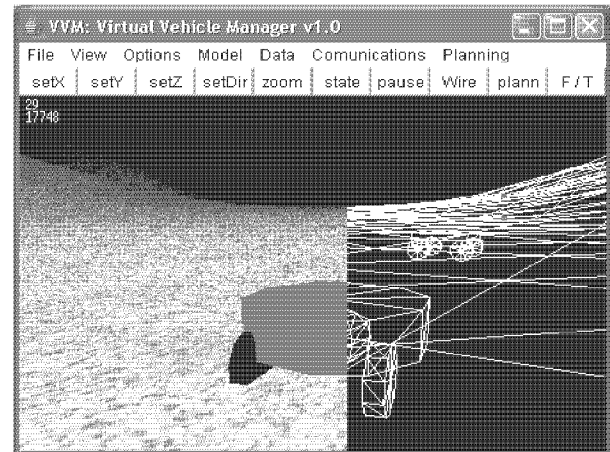 VVM: Virtual Vehicle Manager v1.0
File View Options Model Data Comunications Planning
setX setY setZ setDir zoom state pause Wire plann F/T
29
17748